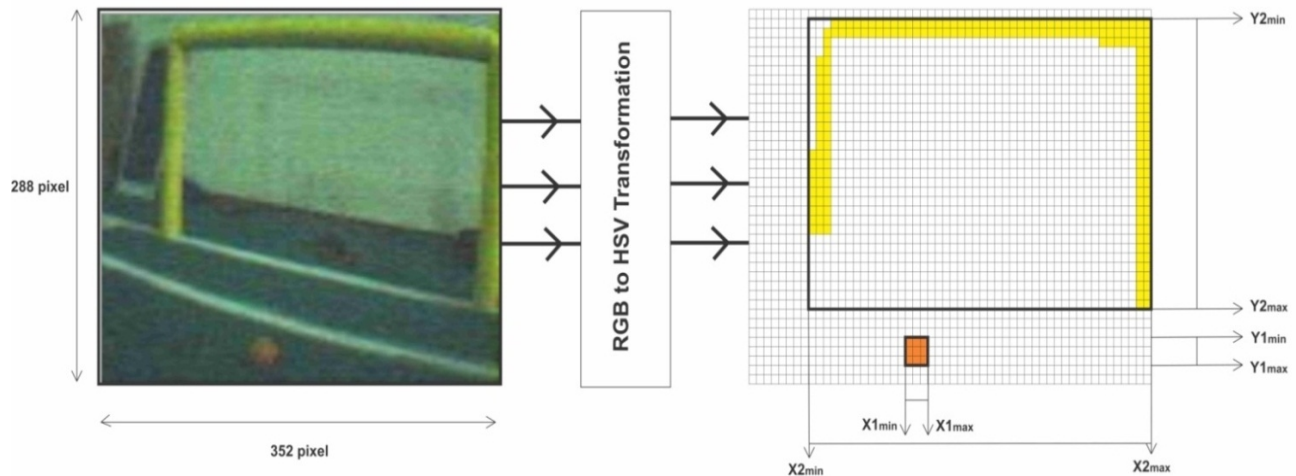 288 pixel
352 pixel
RGB to HSV Transformation
Y2min
Y2max
Y1min
Y1max
X1min
X1max
X2min
X2max